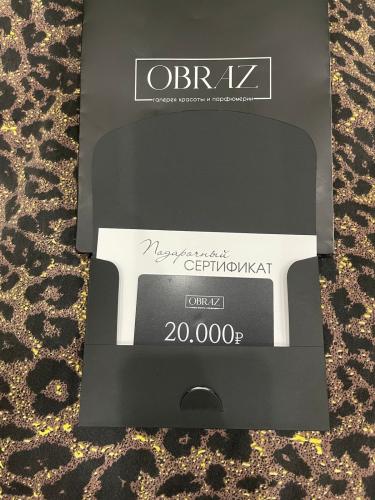 OBRAZ
галерея красоты и парфюмерии
Подарочный
СЕРТИФИКАТ
OBRAZ
20.000₽